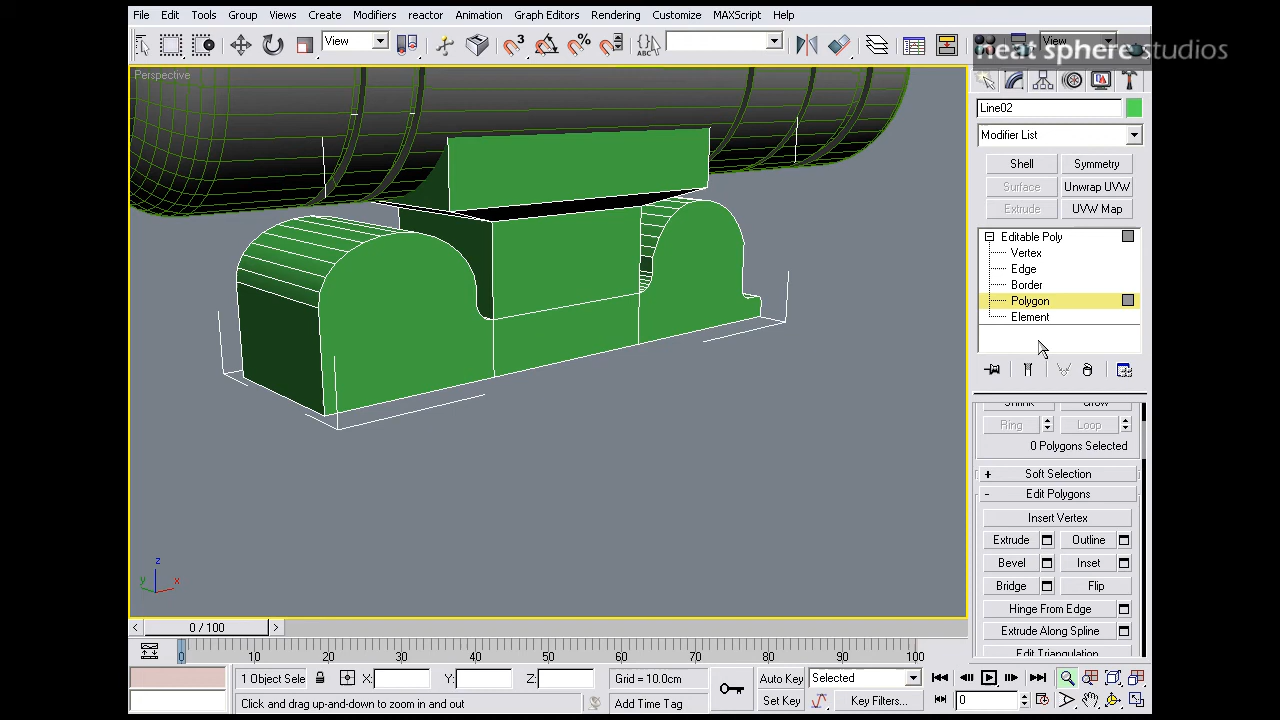 File Edit Tools Group Views Create Modifiers reactor Animation Graph Editors Rendering Customize MAXScript Help
View
ABC
View
neat sphere studios
Perspective
Line02
Modifier List
Shell Symmetry
Surface Unwrap UVW
Extrude UVW Map
Editable Poly
Vertex
Edge
Border
Polygon
Element
Shrink Grow
Ring Loop
0 Polygons Selected
+ Soft Selection
- Edit Polygons
Insert Vertex
Extrude Outline
Bevel Inset
Bridge Flip
Hinge From Edge
Extrude Along Spline
Edit Triangulation
z
y x
< 0 / 100 >
0 10 20 30 40 50 60 70 80 90 100
1 Object Sele X: Y: Z: Grid = 10.0cm Auto Key Selected
Click and drag up-and-down to zoom in and out Add Time Tag Set Key Key Filters... 0